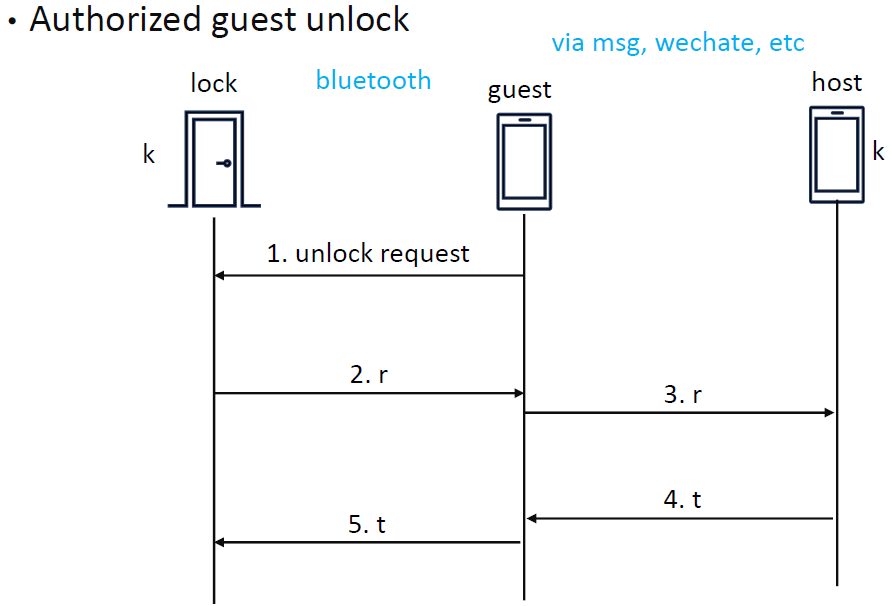 • Authorized guest unlock
via msg, wechate, etc
lock
bluetooth
guest
host
k
k
1. unlock request
2. r
3. r
4. t
5. t